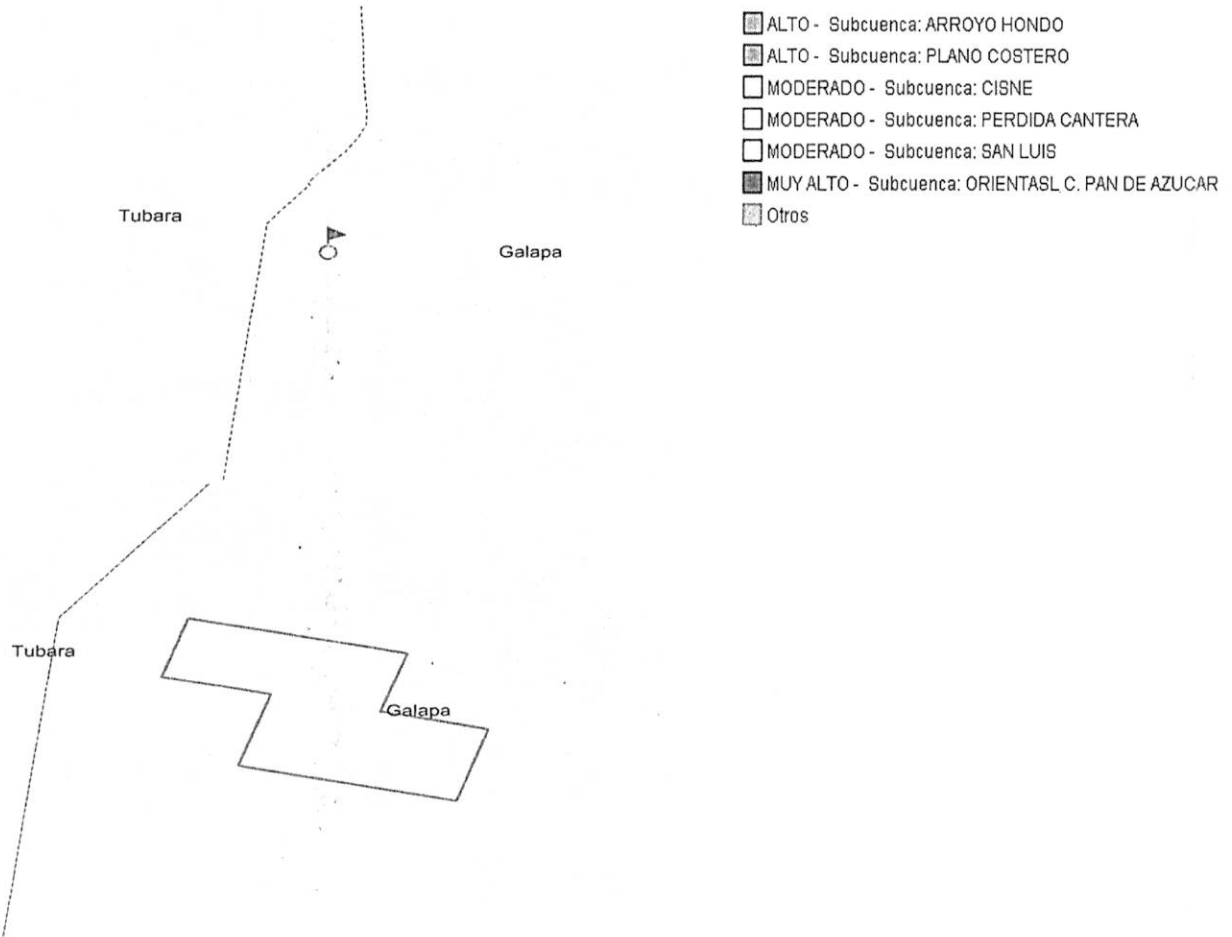 ALTO - Subcuenca: ARROYO HONDO
ALTO - Subcuenca: PLANO COSTERO
MODERADO - Subcuenca: CISNE
MODERADO - Subcuenca: PERDIDA CANTERA
MODERADO - Subcuenca: SAN LUIS
MUY ALTO - Subcuenca: ORIENTASL C. PAN DE AZUCAR
Otros
Tubara
Galapa
Tubara
Galapa